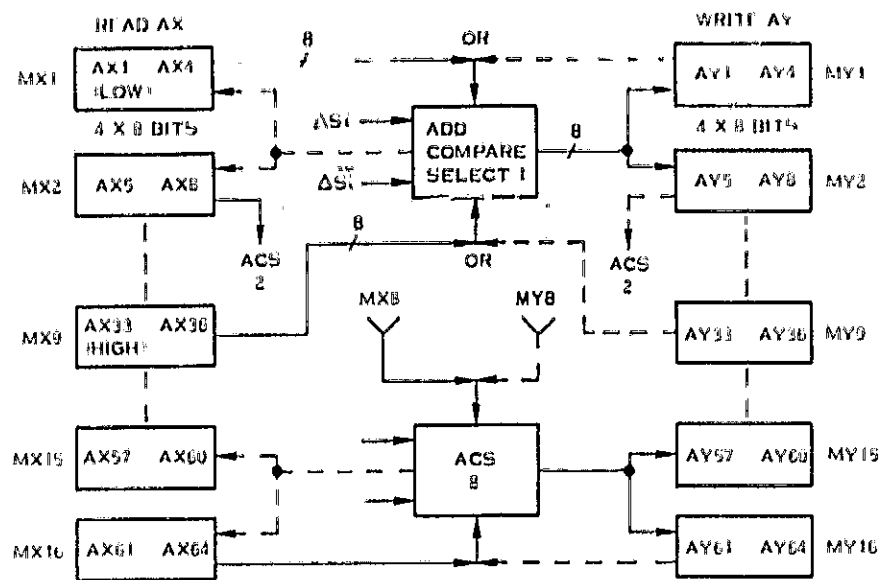 READ AX
8
OR
WRITE AY
MX1
AX1 AX4
(LOW)
AY1 AY4
MY1
4 X 8 BITS
ΔSi
ADD
COMPARE
SELECT 1
8
4 X 8 BITS
MX2
AX5 AX8
ΔSi
AY5 AY8
MY2
ACS
2
8
OR
ACS
2
MX8
MY8
MX9
AX33 AX36
(HIGH)
AY33 AY36
MY9
MX15
AX57 AX60
ACS
8
AY57 AY60
MY15
MX16
AX61 AX64
AY61 AY64
MY16